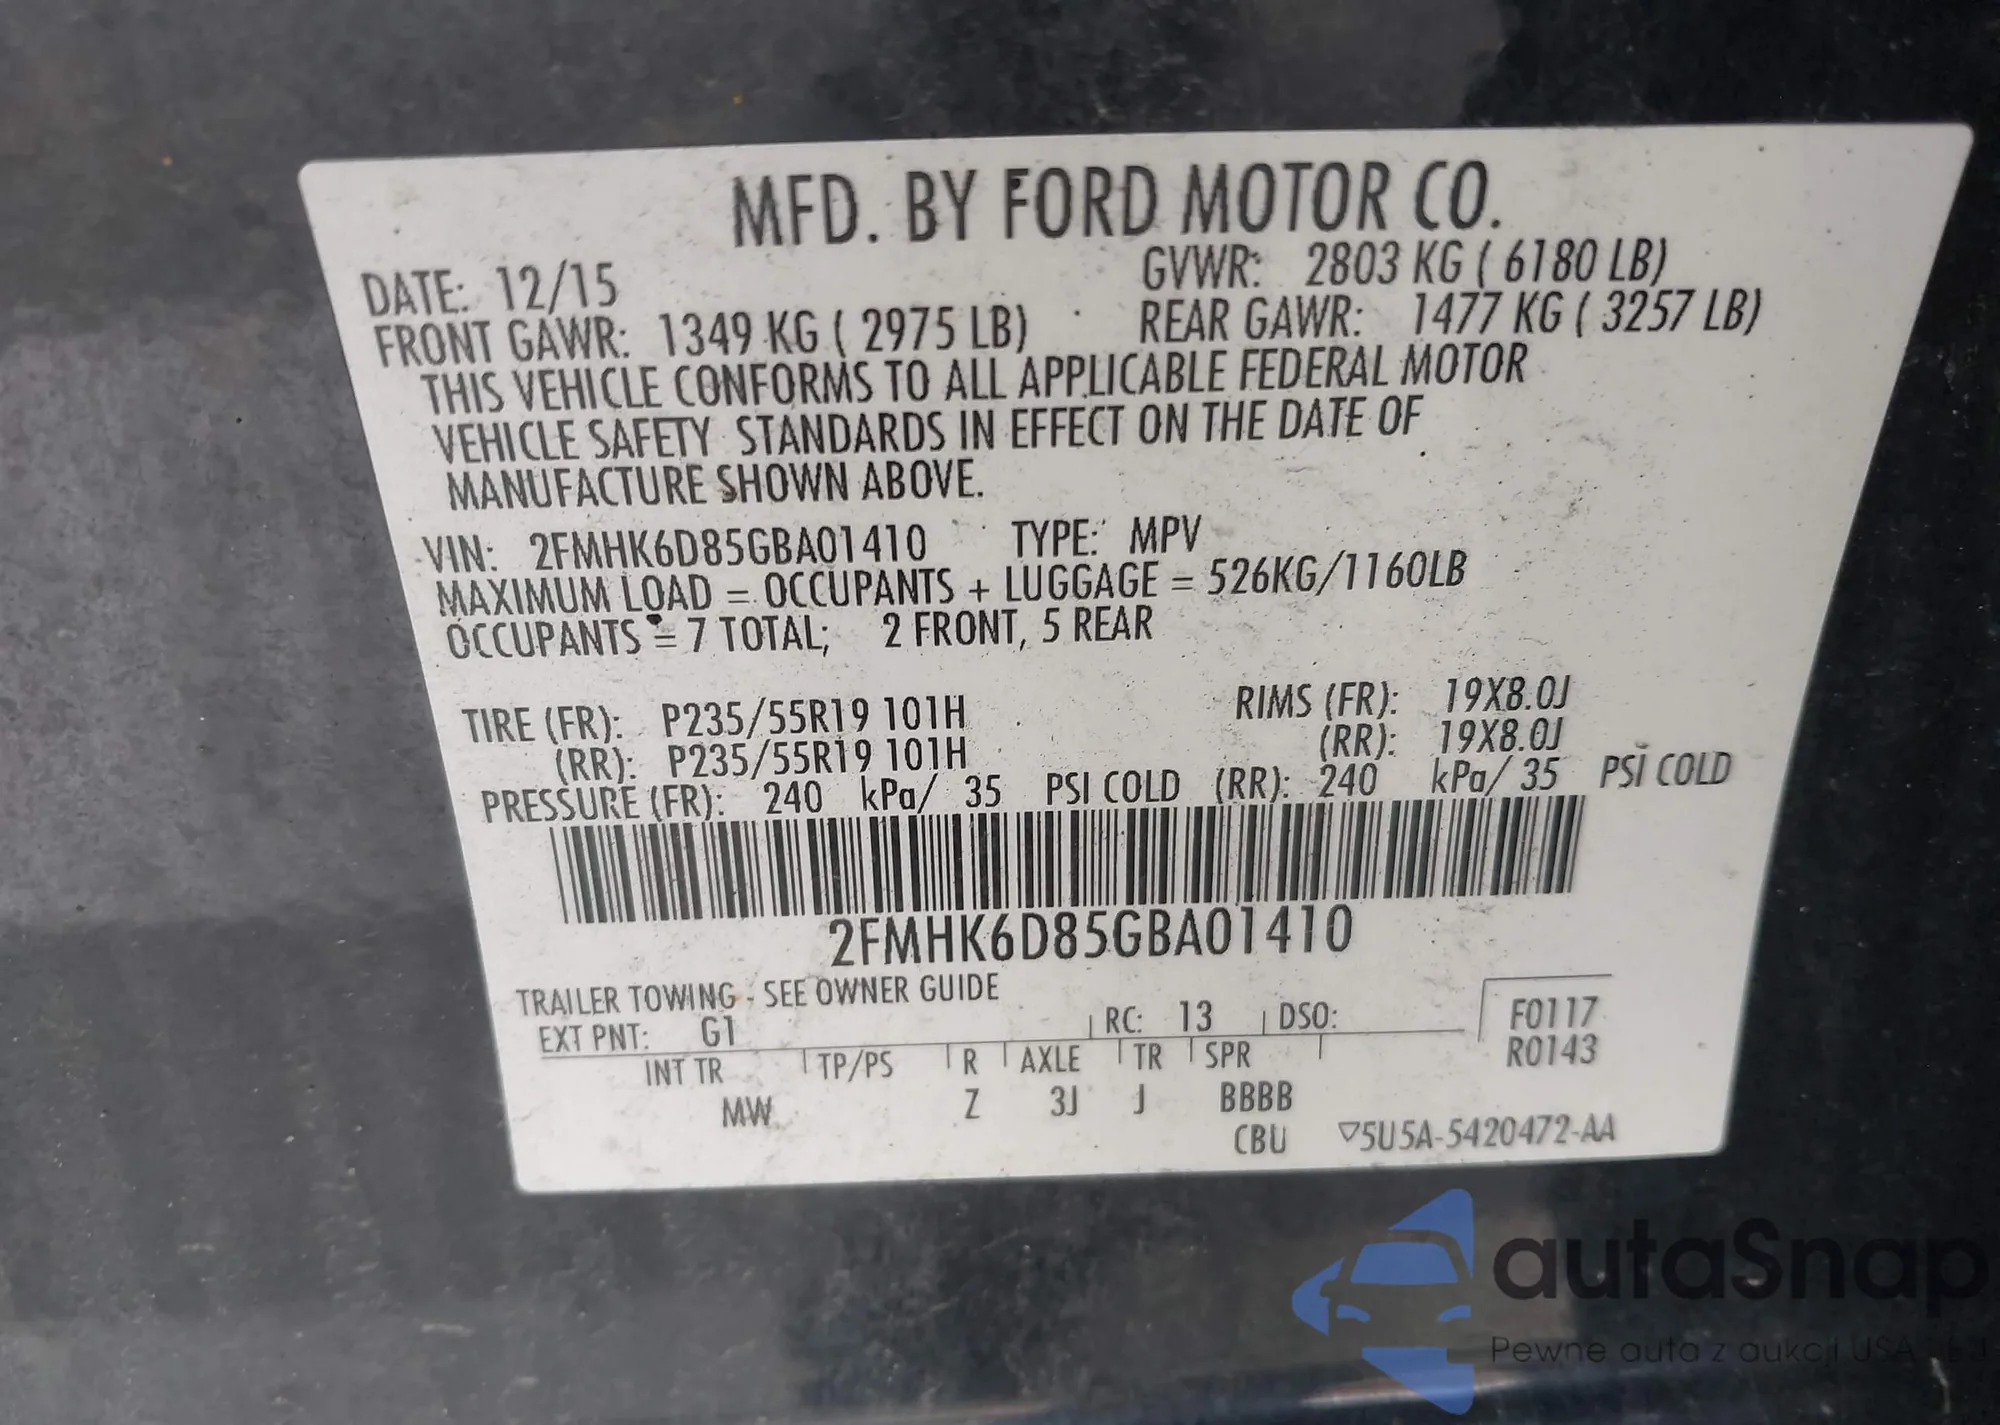 MFD. BY FORD MOTOR CO.
DATE: 12/15 GVWR: 2803 KG ( 6180 LB)
FRONT GAWR: 1349 KG ( 2975 LB) REAR GAWR: 1477 KG ( 3257 LB)
THIS VEHICLE CONFORMS TO ALL APPLICABLE FEDERAL MOTOR
VEHICLE SAFETY STANDARDS IN EFFECT ON THE DATE OF
MANUFACTURE SHOWN ABOVE.
VIN: 2FMHK6D85GBA01410 TYPE: MPV
MAXIMUM LOAD = OCCUPANTS + LUGGAGE = 526KG/1160LB
OCCUPANTS = 7 TOTAL; 2 FRONT, 5 REAR
TIRE (FR): P235/55R19 101H RIMS (FR): 19X8.0J
(RR): P235/55R19 101H (RR): 19X8.0J
PRESSURE (FR): 240 kPa/ 35 PSI COLD (RR): 240 kPa/ 35 PSI COLD
2FMHK6D85GBA01410
TRAILER TOWING - SEE OWNER GUIDE
EXT PNT: G1 RC: 13 DSO: F0117
R0143
INT TR TP/PS R AXLE TR SPR
MW Z 3J J BBBB
CBU ▽5U5A-5420472-AA
autaSnap
Pewne auta z aukcji USA